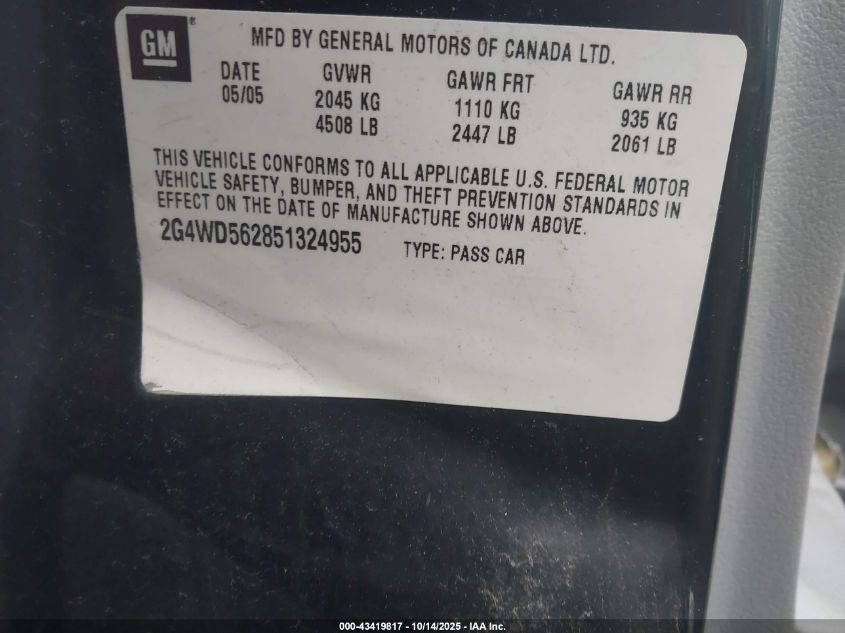 GM®
MFD BY GENERAL MOTORS OF CANADA LTD.
DATE GVWR GAWR FRT GAWR RR
05/05 2045 KG 1110 KG 935 KG
4508 LB 2447 LB 2061 LB
THIS VEHICLE CONFORMS TO ALL APPLICABLE U.S. FEDERAL MOTOR
VEHICLE SAFETY, BUMPER, AND THEFT PREVENTION STANDARDS IN
EFFECT ON THE DATE OF MANUFACTURE SHOWN ABOVE.
2G4WD562851324955 TYPE: PASS CAR
000-43419817 - 10/14/2025 - IAA Inc.